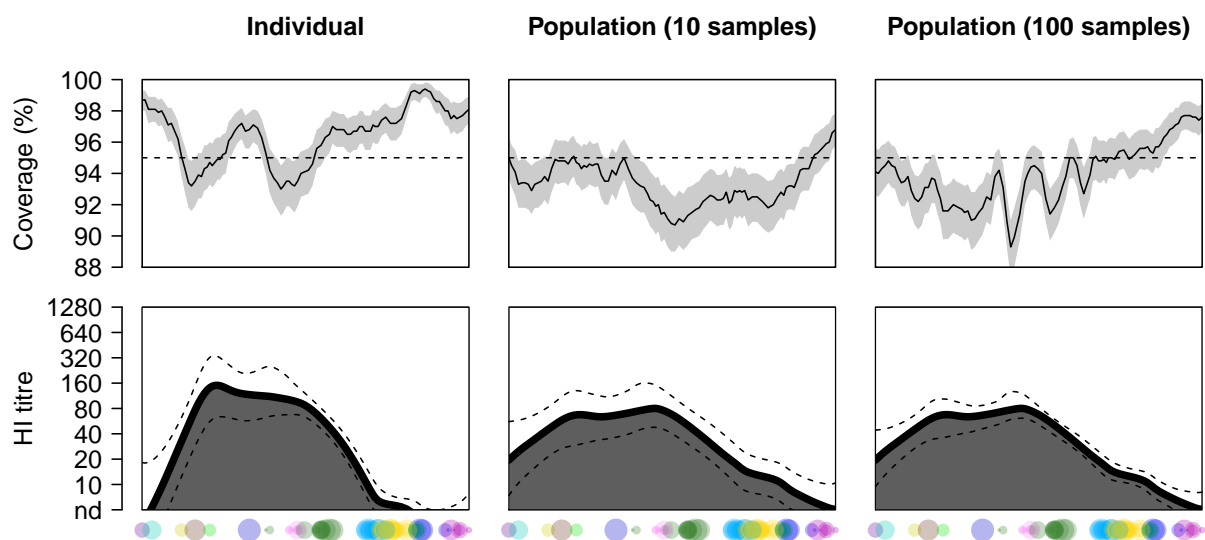 Individual
Population (10 samples)
Population (100 samples)
Coverage (%)
100
98
96
94
92
90
88
HI titre
1280
640
320
160
80
40
20
10
nd